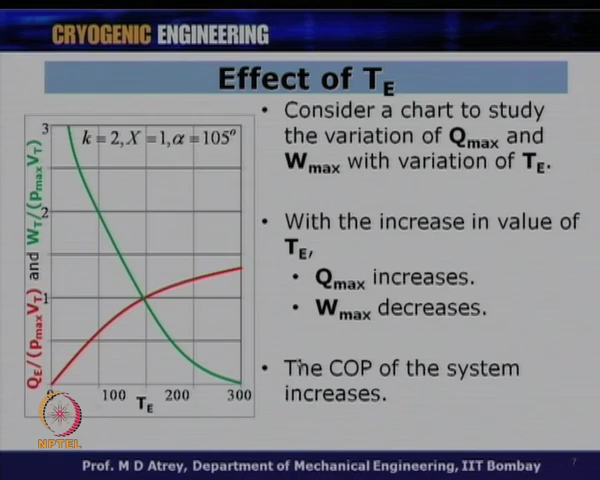 CRYOGENIC ENGINEERING
Effect of T_E
k = 2, X = 1, α = 105°
Q_E/(p_max V_T) and W_T/(p_max V_T)
3
2
1
0
100
200
300
T_E
• Consider a chart to study
the variation of Q_max and
W_max with variation of T_E.
• With the increase in value of
T_E,
• Q_max increases.
• W_max decreases.
• The COP of the system
increases.
NPTEL
Prof. M D Atrey, Department of Mechanical Engineering, IIT Bombay
7